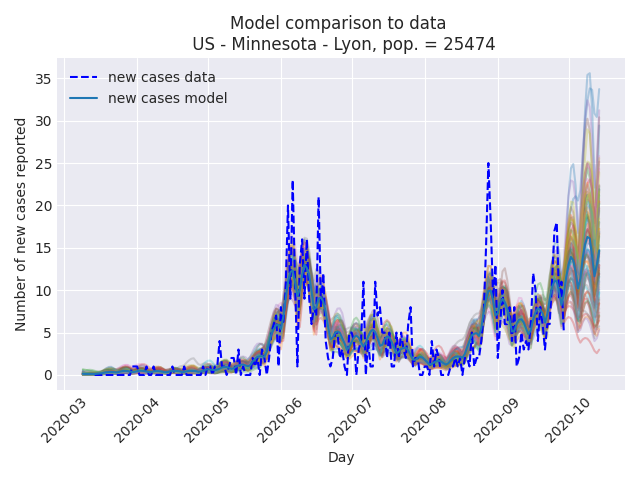 Model comparison to data
US - Minnesota - Lyon, pop. = 25474
new cases data
new cases model
Number of new cases reported
35
30
25
20
15
10
5
0
2020-03
2020-04
2020-05
2020-06
2020-07
2020-08
2020-09
2020-10
Day